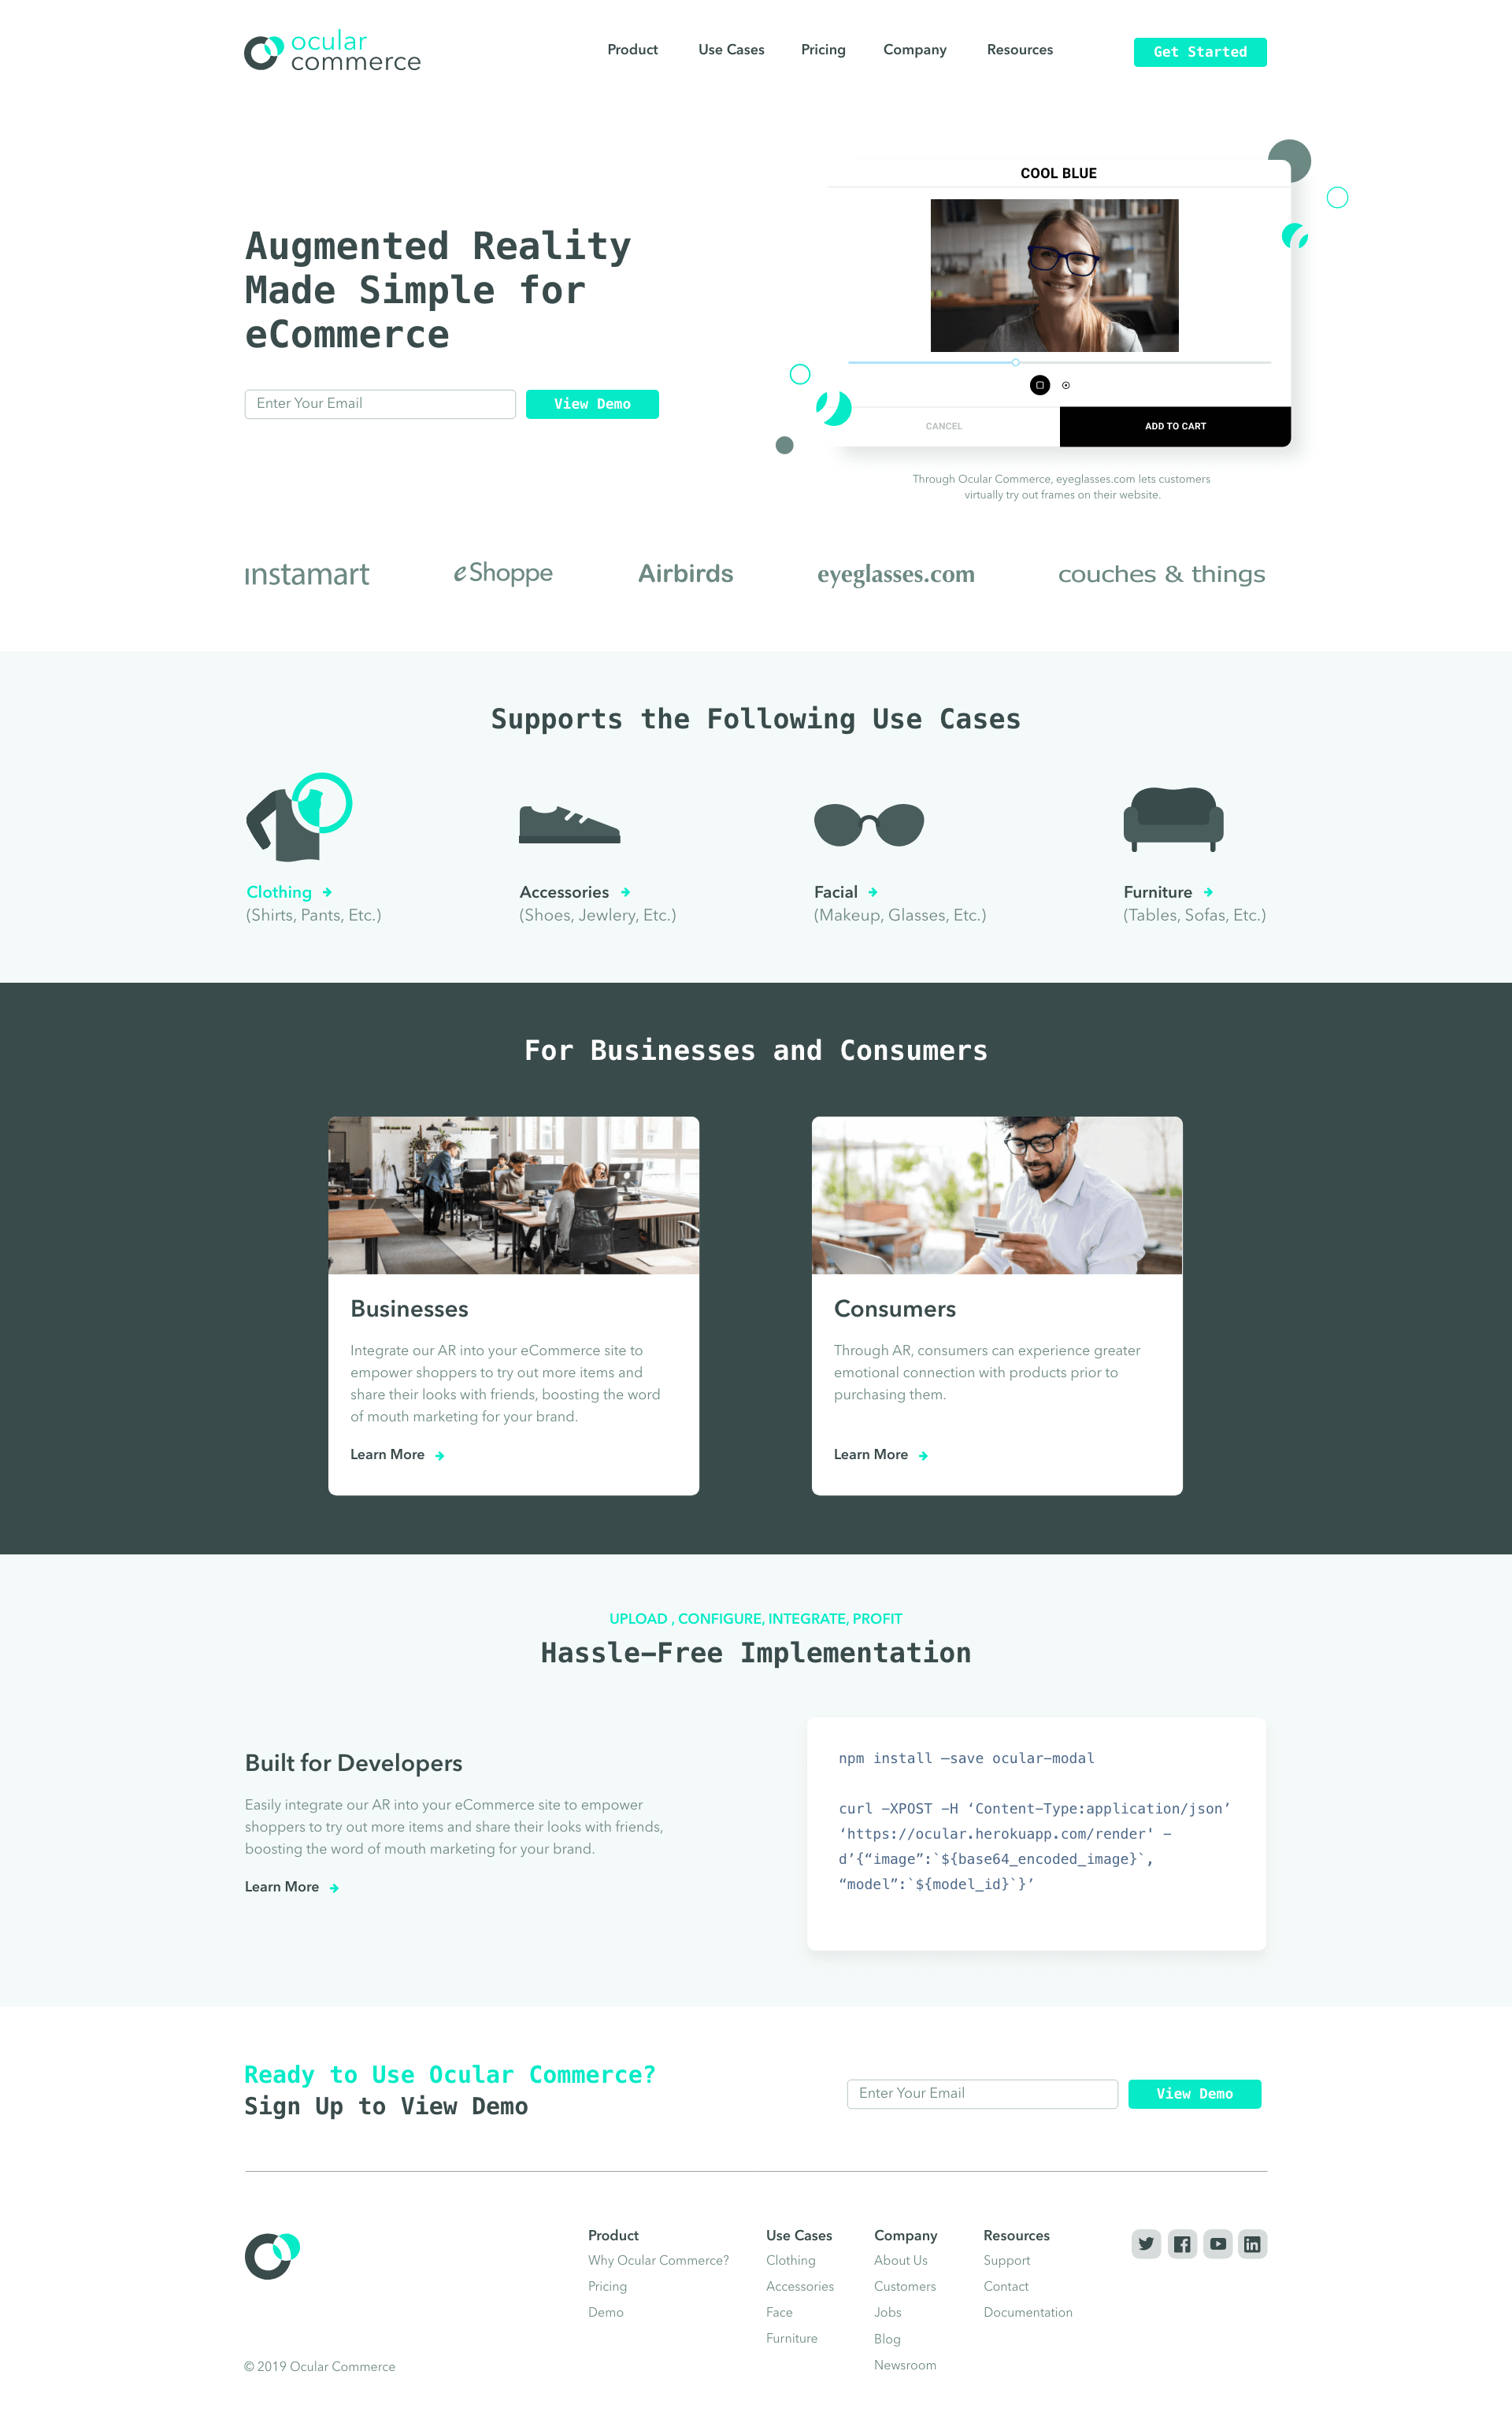 ocular
commerce
Product Use Cases Pricing Company Resources Get Started
COOL BLUE
Augmented Reality
Made Simple for
eCommerce
Enter Your Email View Demo
CANCEL ADD TO CART
Through Ocular Commerce, eyeglasses.com lets customers
virtually try out frames on their website.
instamart eShoppe Airbirds eyeglasses.com couches & things
Supports the Following Use Cases
Clothing
(Shirts, Pants, Etc.)
Accessories
(Shoes, Jewlery, Etc.)
Facial
(Makeup, Glasses, Etc.)
Furniture
(Tables, Sofas, Etc.)
For Businesses and Consumers
Businesses
Integrate our AR into your eCommerce site to
empower shoppers to try out more items and
share their looks with friends, boosting the word
of mouth marketing for your brand.
Learn More
Consumers
Through AR, consumers can experience greater
emotional connection with products prior to
purchasing them.
Learn More
UPLOAD , CONFIGURE, INTEGRATE, PROFIT
Hassle–Free Implementation
Built for Developers
Easily integrate our AR into your eCommerce site to empower
shoppers to try out more items and share their looks with friends,
boosting the word of mouth marketing for your brand.
Learn More
npm install —save ocular-modal
curl -XPOST -H ‘Content-Type:application/json’
‘https://ocular.herokuapp.com/render' -
d’{“image”:`${base64_encoded_image}`,
“model”:`${model_id}`}’
Ready to Use Ocular Commerce?
Sign Up to View Demo
Enter Your Email View Demo
Product
Why Ocular Commerce?
Pricing
Demo
Use Cases
Clothing
Accessories
Face
Furniture
Company
About Us
Customers
Jobs
Blog
Newsroom
Resources
Support
Contact
Documentation
© 2019 Ocular Commerce